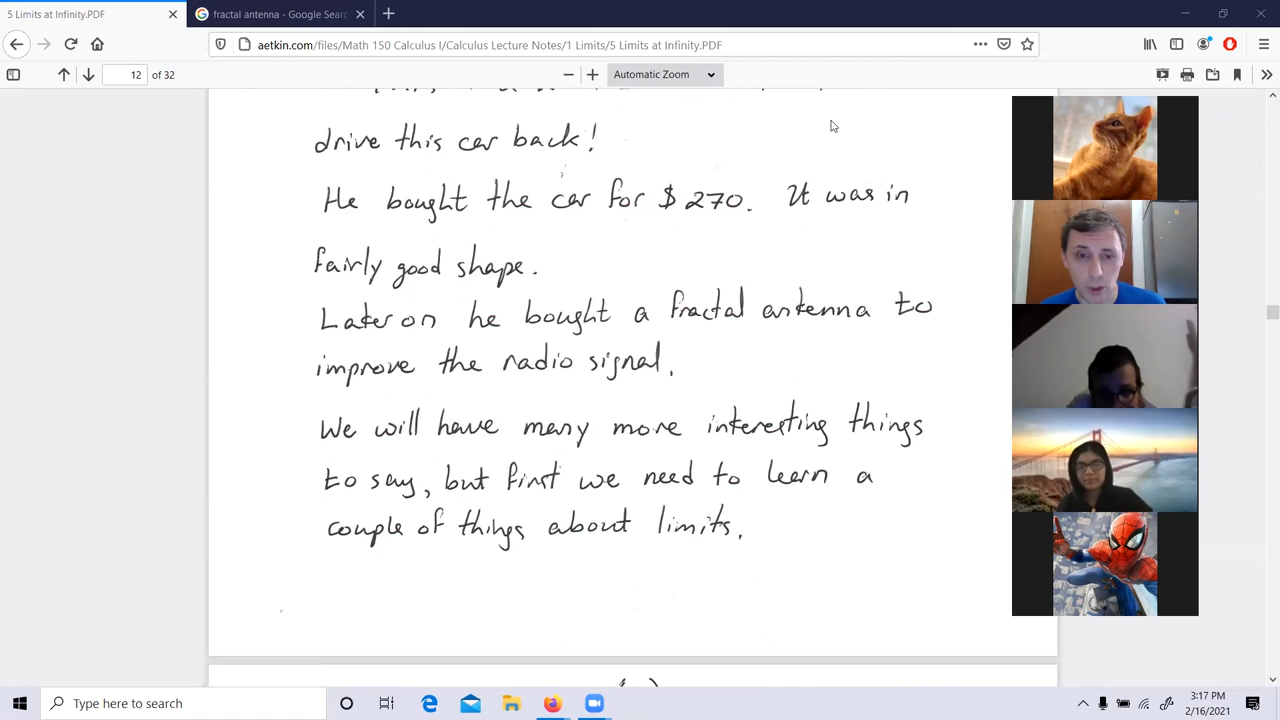 5 Limits at Infinity.PDF
fractal antenna - Google Searc
aetkin.com/files/Math 150 Calculus I/Calculus Lecture Notes/1 Limits/5 Limits at Infinity.PDF
12 of 32
Automatic Zoom
drive this car back!
He bought the car for $270. It was in
fairly good shape.
Later on he bought a fractal antenna to
improve the radio signal.
We will have many more interesting things
to say, but first we need to learn a
couple of things about limits.
Type here to search
3:17 PM
2/16/2021